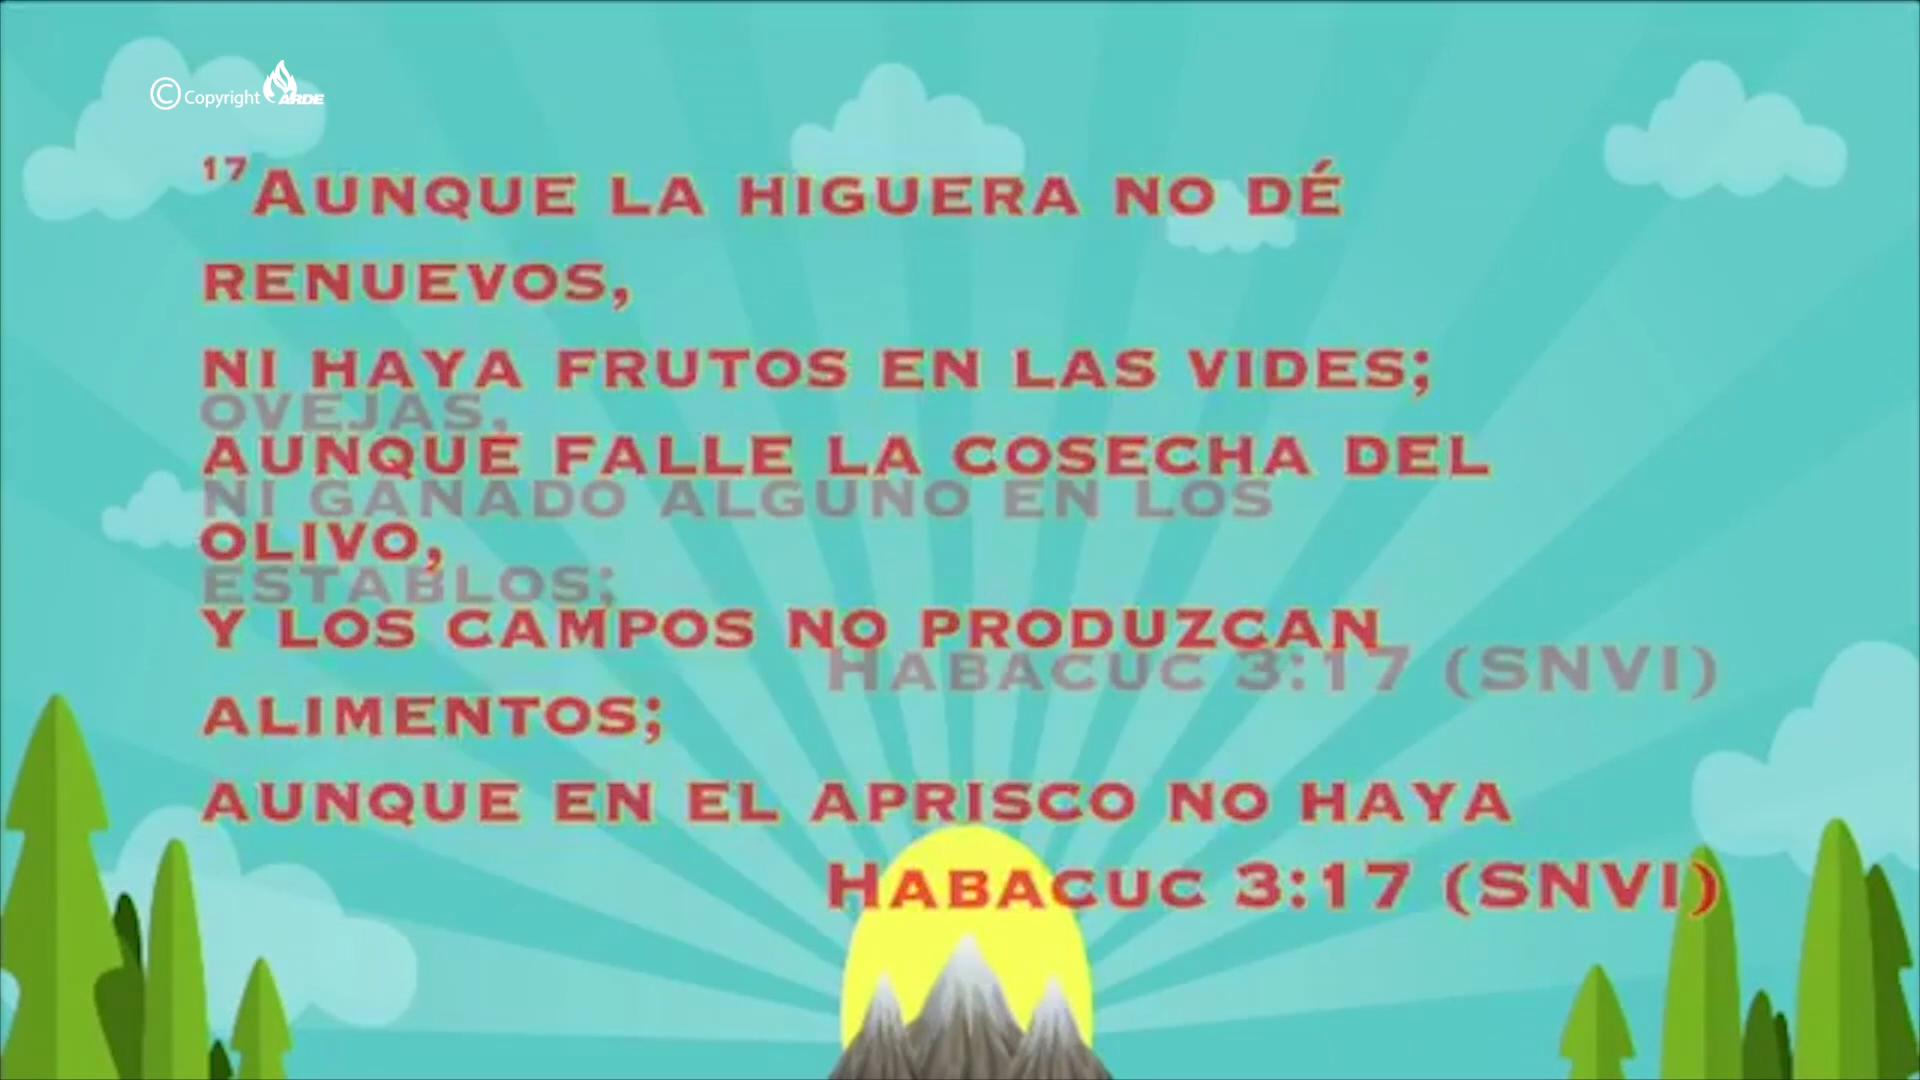 © Copyright ARDE
17 AUNQUE LA HIGUERA NO DÉ
RENUEVOS,
NI HAYA FRUTOS EN LAS VIDES;
AUNQUE FALLE LA COSECHA DEL
OLIVO,
Y LOS CAMPOS NO PRODUZCAN
ALIMENTOS;
AUNQUE EN EL APRISCO NO HAYA
HABACUC 3:17 (SNVI)
OVEJAS,
NI GANADO ALGUNO EN LOS
ESTABLOS;
HABACUC 3:17 (SNVI)